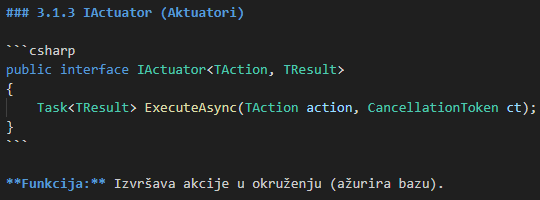 ### 3.1.3 IActuator (Aktuatori)

```csharp
public interface IActuator<TAction, TResult>
{
    Task<TResult> ExecuteAsync(TAction action, CancellationToken ct);
}
```

**Funkcija:** Izvršava akcije u okruženju (ažurira bazu).